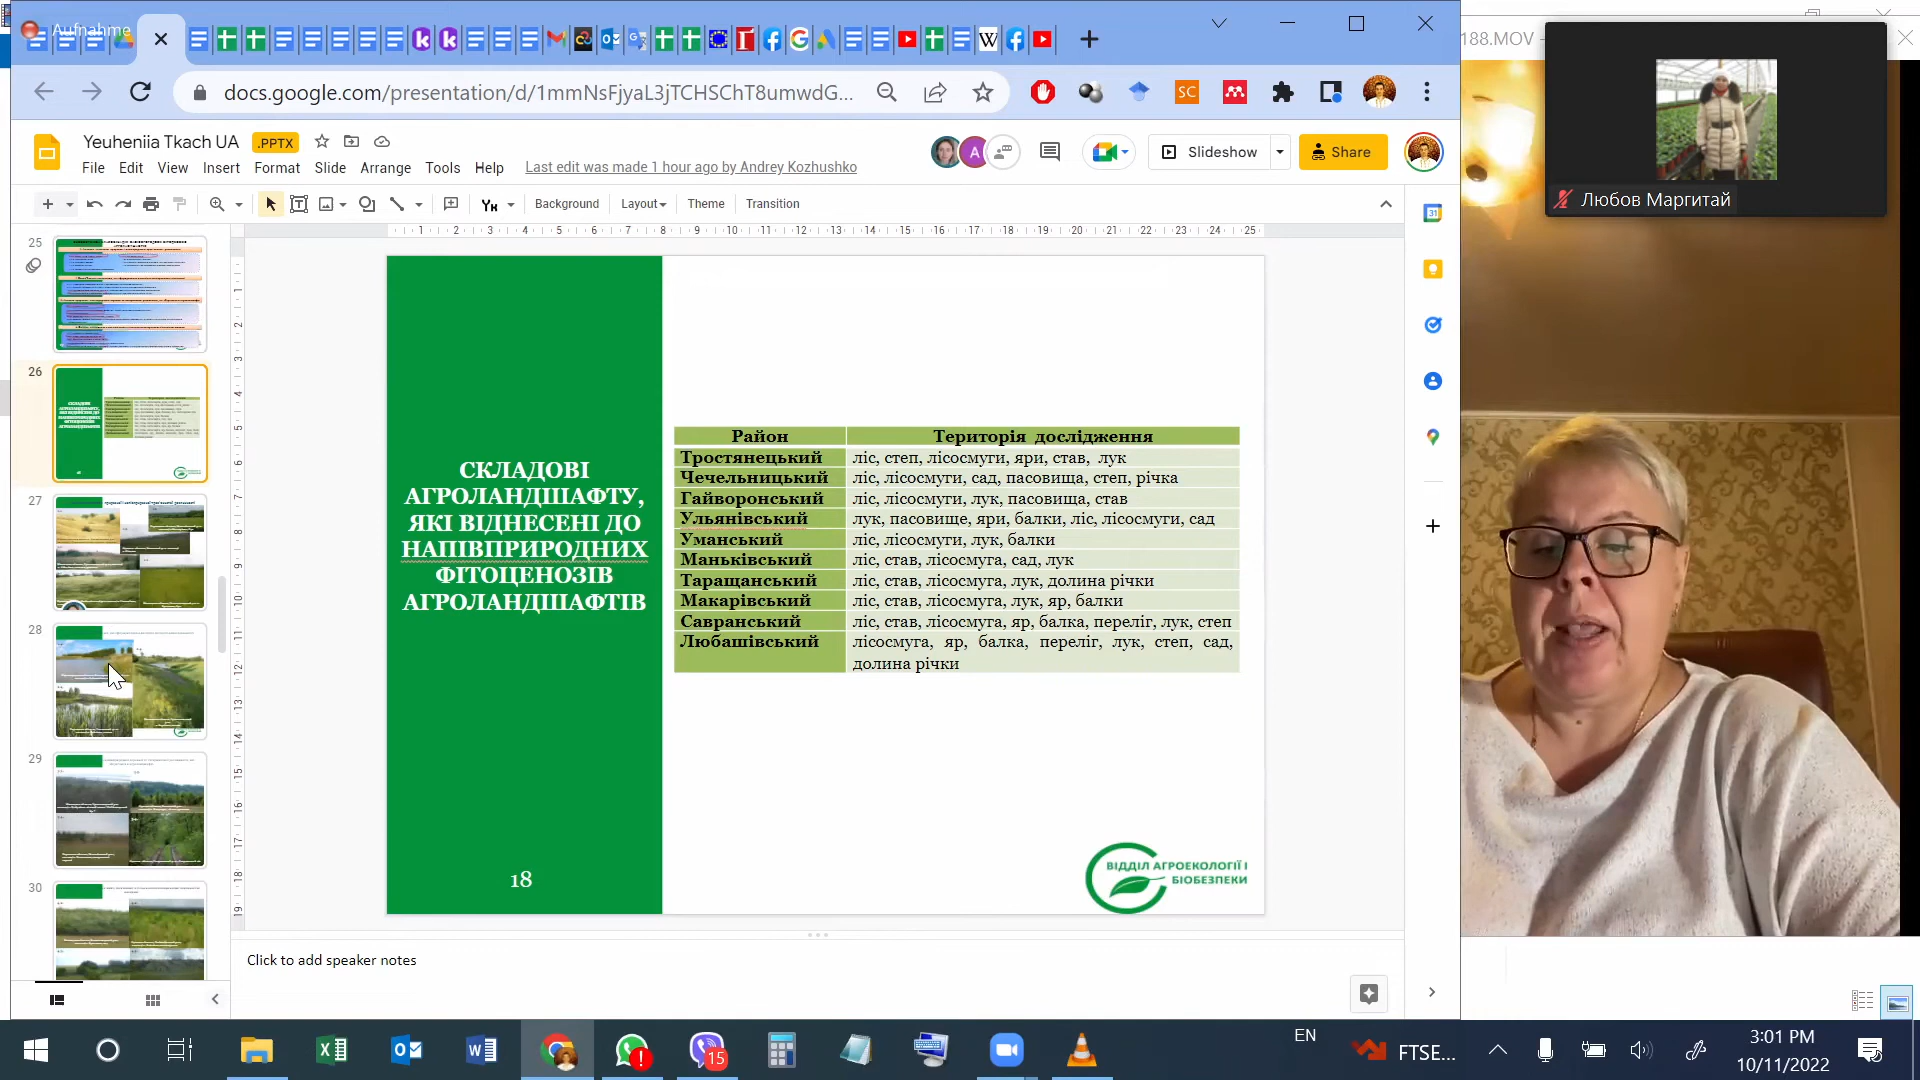 Aufnahme
188.MOV -
docs.google.com/presentation/d/1mmNsFjyaL3jTCHSChT8umwdG...
Yeuheniia Tkach UA .PPTX
File Edit View Insert Format Slide Arrange Tools Help
Last edit was made 1 hour ago by Andrey Kozhushko
Slideshow
Share
Background Layout Theme Transition
Любов Маргитай
25
26
27
28
29
30
СКЛАДОВІ
АГРОЛАНДШАФТУ,
ЯКІ ВІДНЕСЕНІ ДО
НАПІВПРИРОДНИХ
ФІТОЦЕНОЗІВ
АГРОЛАНДШАФТІВ
18
Район Територія дослідження
Тростянецький ліс, степ, лісосмуги, яри, став, лук
Чечельницький ліс, лісосмуги, сад, пасовища, степ, річка
Гайворонський ліс, лісосмуги, лук, пасовища, став
Ульянівський лук, пасовище, яри, балки, ліс, лісосмуги, сад
Уманський ліс, лісосмуги, лук, балки
Маньківський ліс, став, лісосмуга, сад, лук
Таращанський ліс, став, лісосмуга, лук, долина річки
Макарівський ліс, став, лісосмуга, лук, яр, балки
Савранський ліс, став, лісосмуга, яр, балка, переліг, лук, степ
Любашівський лісосмуга, яр, балка, переліг, лук, степ, сад,
долина річки
ВІДДІЛ АГРОЕКОЛОГІЇ І
БІОБЕЗПЕКИ
Click to add speaker notes
EN
FTSE...
3:01 PM
10/11/2022
15